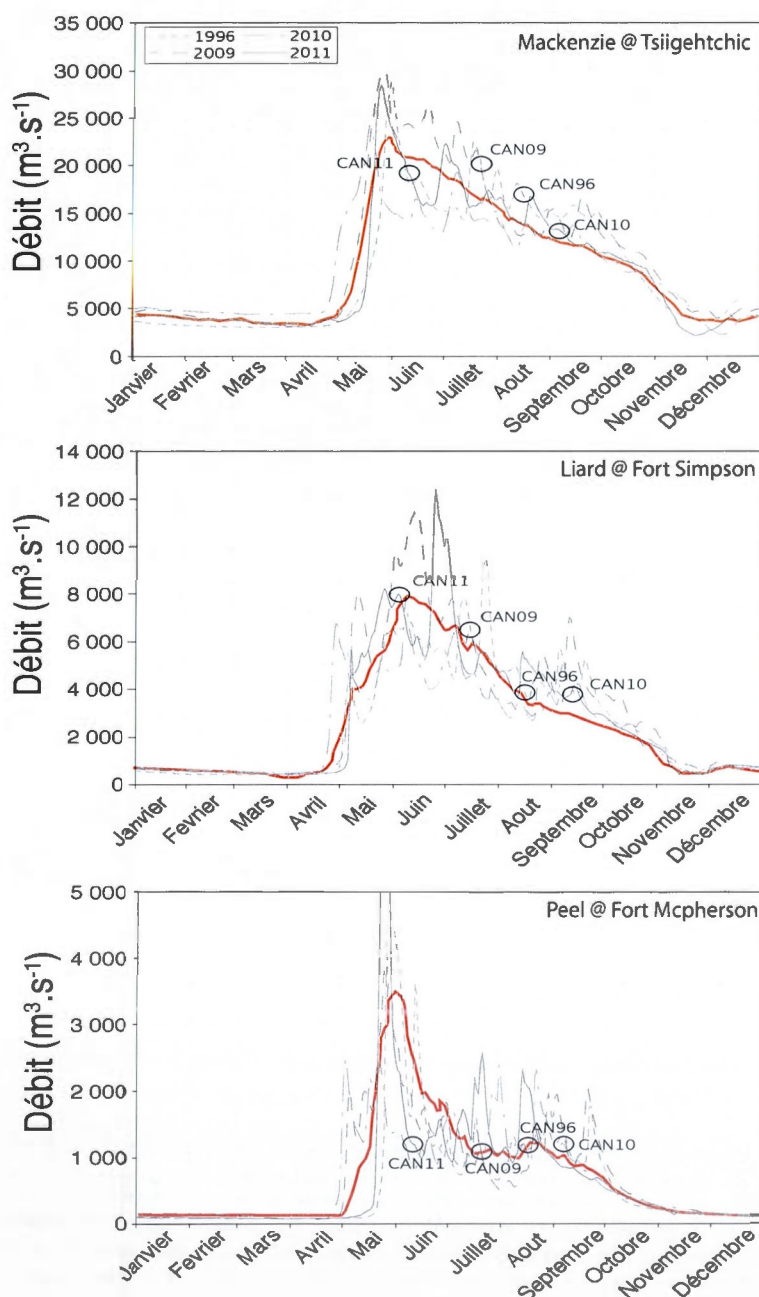 1996 2010
2009 2011
Mackenzie @ Tsiigehtchic
35 000
30 000
25 000
20 000
15 000
10 000
5 000
0
Débit (m³.s⁻¹)
CAN11
CAN09
CAN96
CAN10
Janvier
Fevrier
Mars
Avril
Mai
Juin
Juillet
Aout
Septembre
Octobre
Novembre
Décembre
Liard @ Fort Simpson
14 000
12 000
10 000
8 000
6 000
4 000
2 000
0
Débit (m³.s⁻¹)
CAN11
CAN09
CAN96
CAN10
Janvier
Fevrier
Mars
Avril
Mai
Juin
Juillet
Aout
Septembre
Octobre
Novembre
Décembre
Peel @ Fort Mcpherson
5 000
4 000
3 000
2 000
1 000
0
Débit (m³.s⁻¹)
CAN11
CAN09
CAN96
CAN10
Janvier
Fevrier
Mars
Avril
Mai
Juin
Juillet
Aout
Septembre
Octobre
Novembre
Décembre